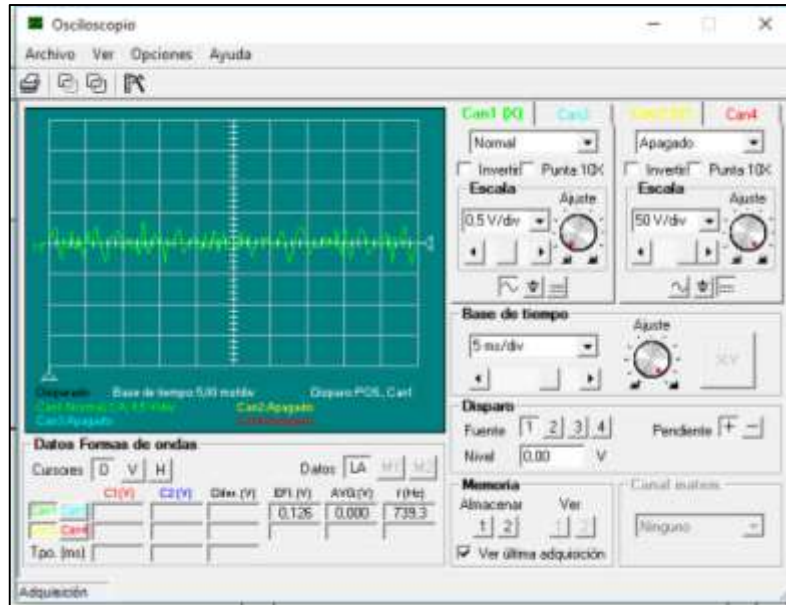 Osciloscopio
Archivo Ver Opciones Ayuda
Can1 (X) Can3 Can4
Normal Apagado
Invertir Punta 10X Invertir Punta 10X
Escala Escala
Ajuste Ajuste
0,5 V/div 50 V/div
Base de tiempo
Ajuste
5 ms/div
X-Y
Base de tiempo 5,00 ms/div Disparo POS, Can1
Can2:Apagado
Can3:Apagado
Disparo
Fuente 1 2 3 4 Pendiente + -
Nivel 0,00 V
Datos Formas de ondas
Cursores 0 V H Datos LA M1 M2
C1(V) C2(V) Difer.(V) EFI.(V) AVG(V) f(Hz)
0,126 0,000 739.3
Can4
Tpo. (ms)
Memoria
Almacenar Ver
1 2 1 2
Ver última adquisición
Canal matem.
Ninguno
Adquisición